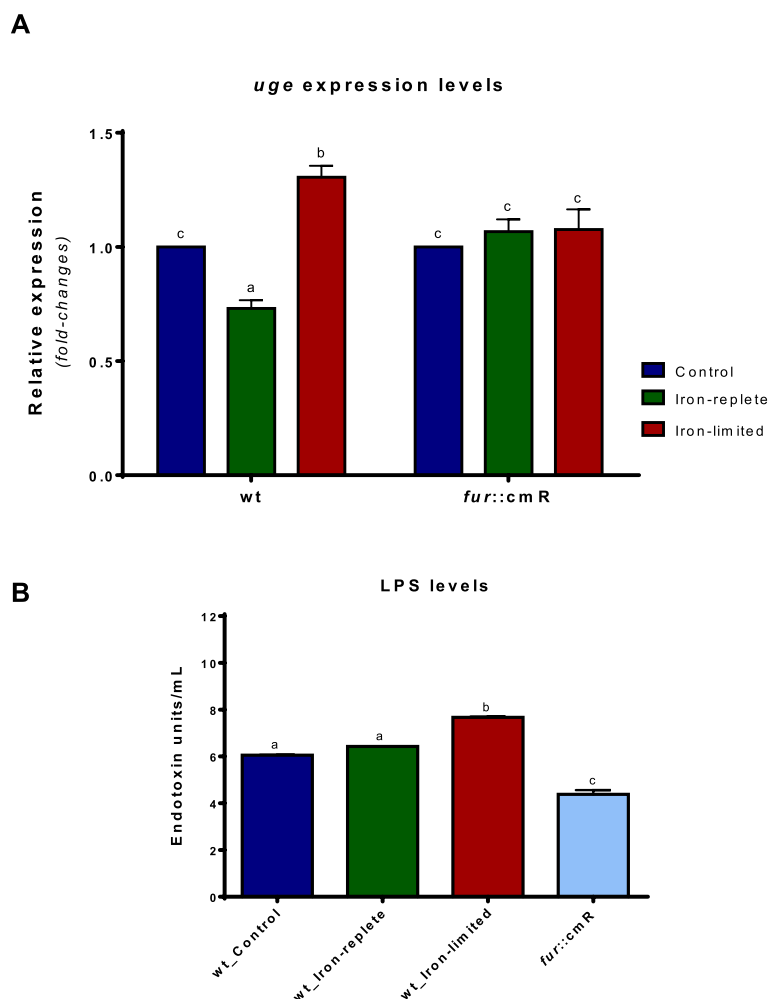 A
uge expression levels
Relative expression
(fold-changes)
1.5
1.0
0.5
0.0
c
a
b
c
c
c
wt
fur::cmR
Control
Iron-replete
Iron-limited
B
LPS levels
Endotoxin units/mL
12
10
8
6
4
2
0
a
a
b
c
wt_Control
wt_Iron-replete
wt_Iron-limited
fur::cmR